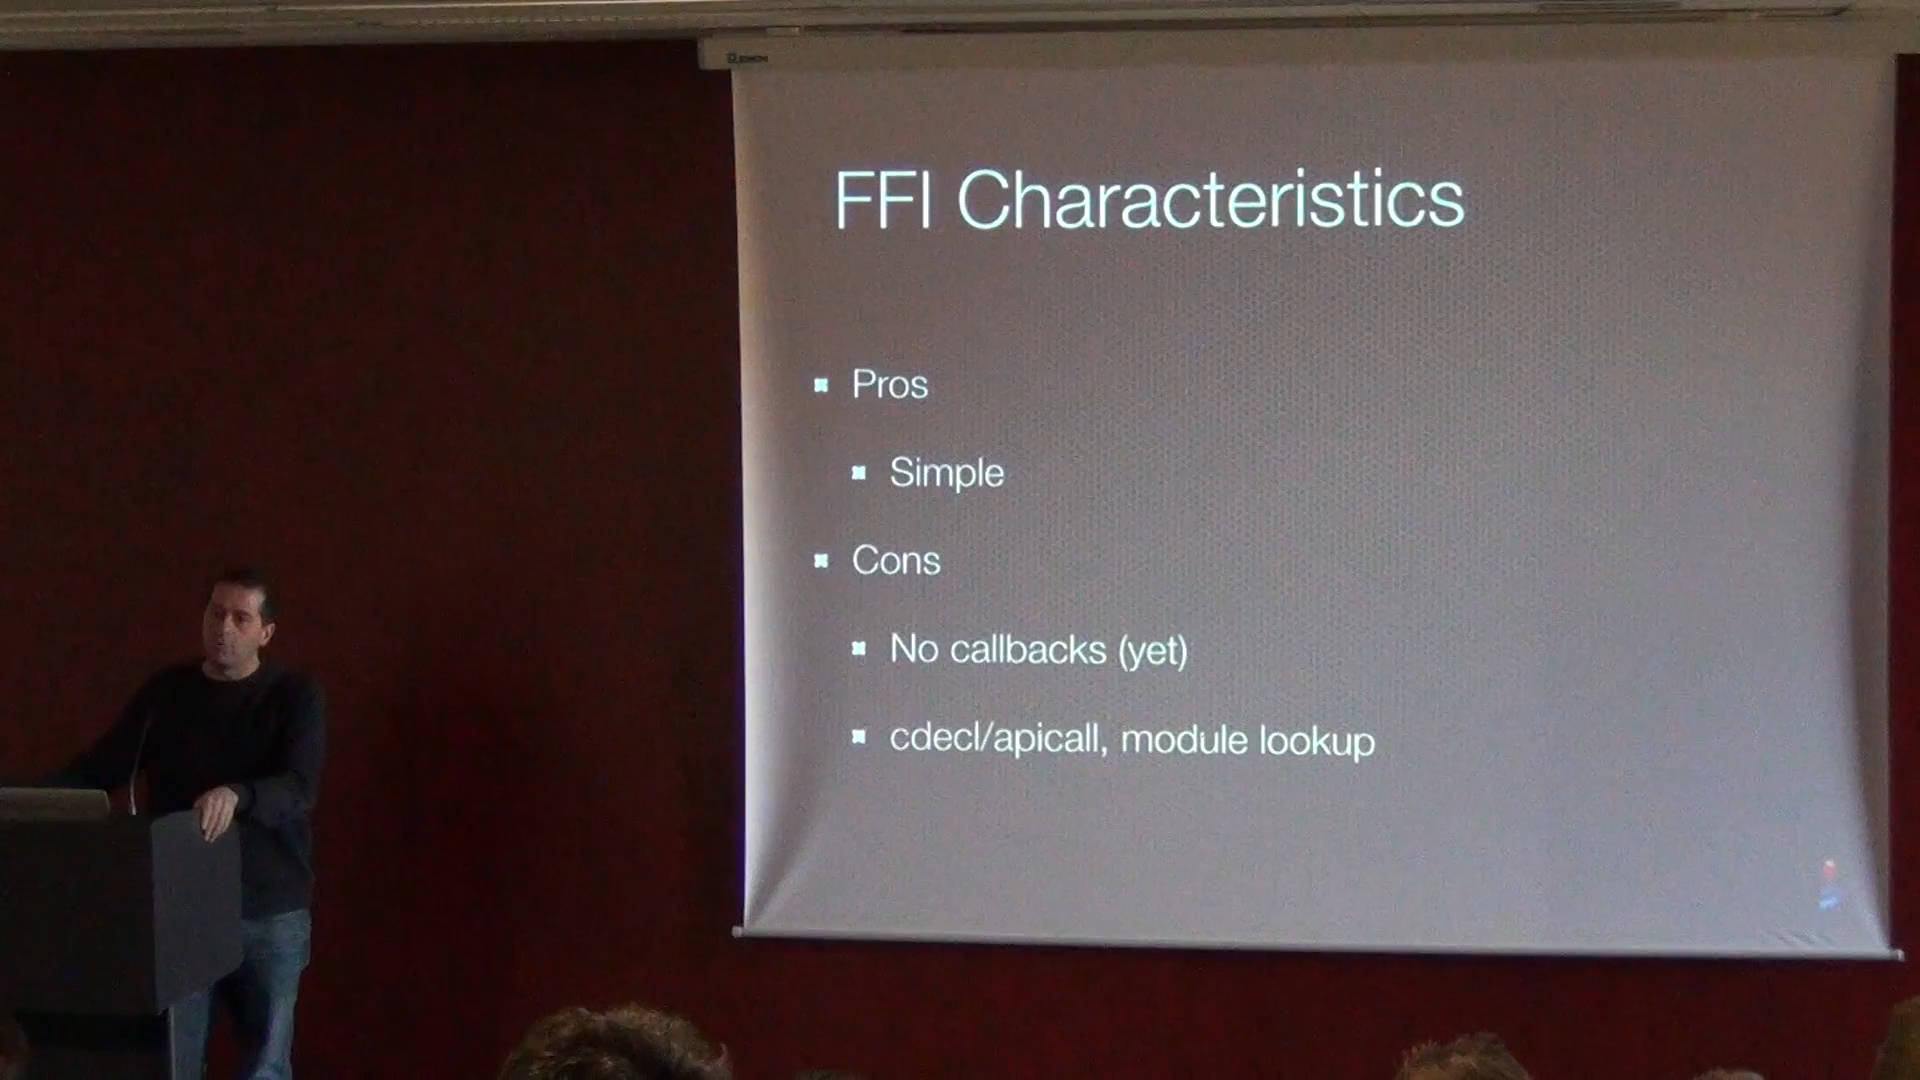 FFI Characteristics
Pros
Simple
Cons
No callbacks (yet)
cdecl/apicall, module lookup